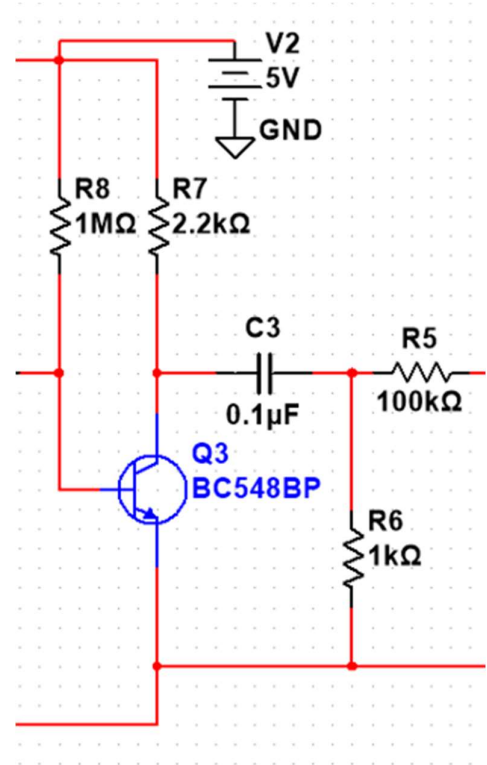 V2
5V
GND
R8
1MΩ
R7
2.2kΩ
C3
0.1µF
R5
100kΩ
Q3
BC548BP
R6
1kΩ